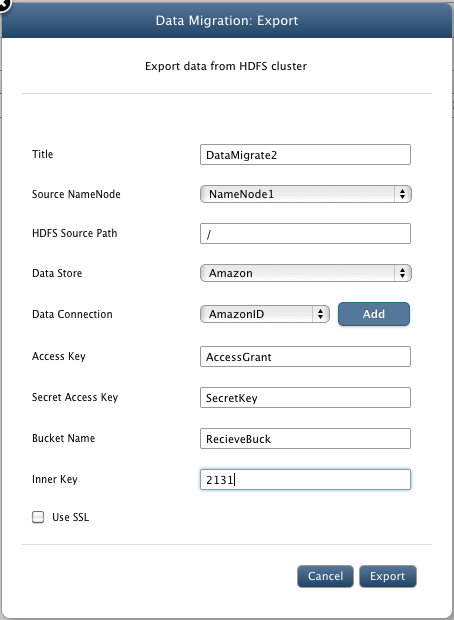 Data Migration: Export
Export data from HDFS cluster
Title DataMigrate2
Source NameNode NameNode1
HDFS Source Path /
Data Store Amazon
Data Connection AmazonID Add
Access Key AccessGrant
Secret Access Key SecretKey
Bucket Name RecieveBuck
Inner Key 2131
Use SSL
Cancel Export